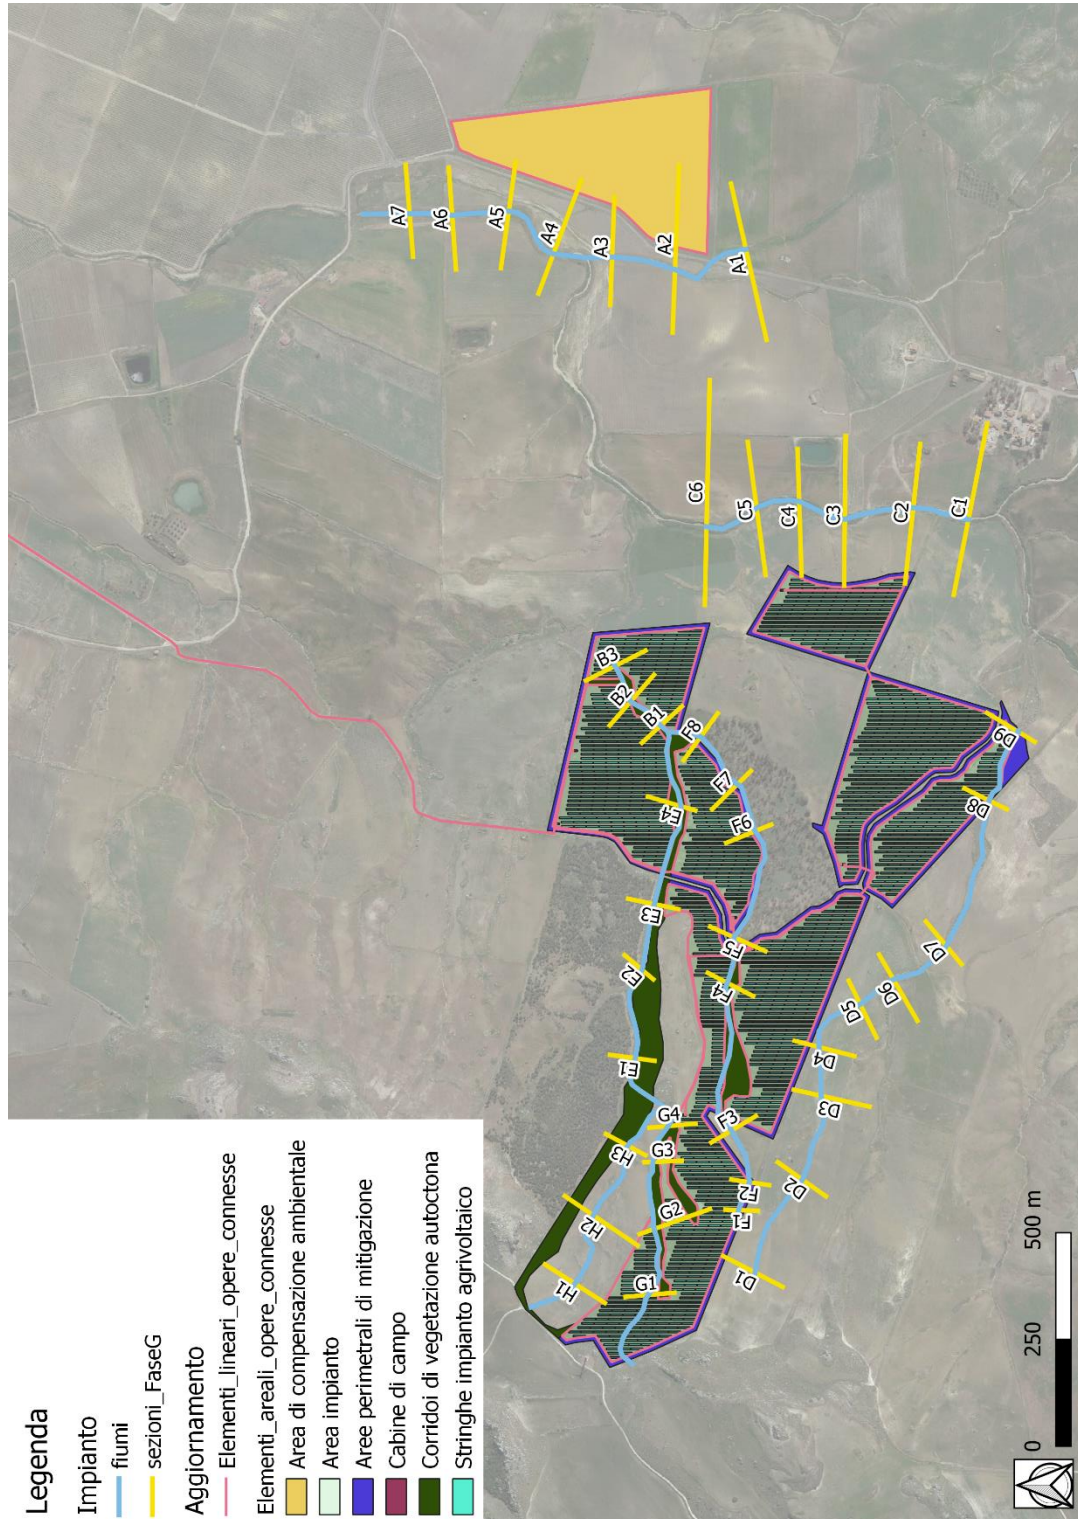 Legenda
Impianto
fiumi
sezioni_FaseG
Aggiornamento
Elementi_lineari_opere_connesse
Elementi_areali_opere_connesse
Area di compensazione ambientale
Area impianto
Aree perimetrali di mitigazione
Cabine di campo
Corridoi di vegetazione autoctona
Stringhe impianto agrivoltaico
A7
A6
A5
A4
A3
A2
A1
C6
C5
C4
C3
C2
C1
B3
B2
B1
F8
F7
F6
F5
F4
F3
F2
F1
E4
E3
E2
E1
G4
G3
G2
G1
H3
H2
H1
D9
D8
D7
D6
D5
D4
D3
D2
D1
0
250
500 m